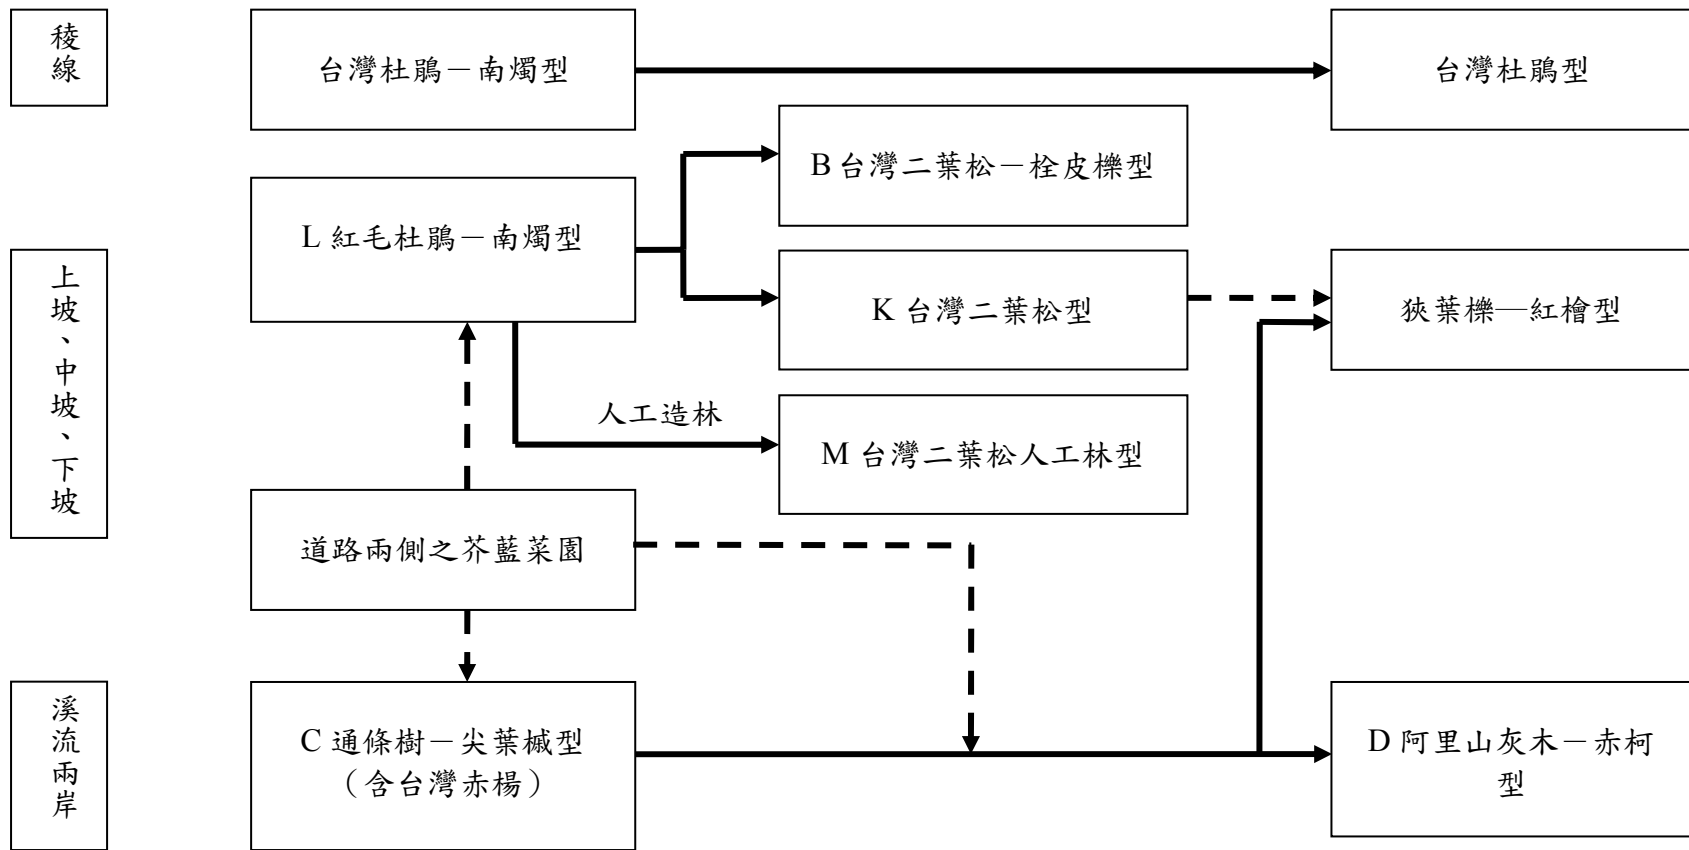 稜線
台灣杜鵑－南燭型
台灣杜鵑型
B 台灣二葉松－栓皮櫟型
L 紅毛杜鵑－南燭型
上坡、中坡、下坡
K 台灣二葉松型
狹葉櫟—紅檜型
人工造林
M 台灣二葉松人工林型
道路兩側之芥藍菜園
溪流兩岸
C 通條樹－尖葉槭型
（含台灣赤楊）
D 阿里山灰木－赤柯
型